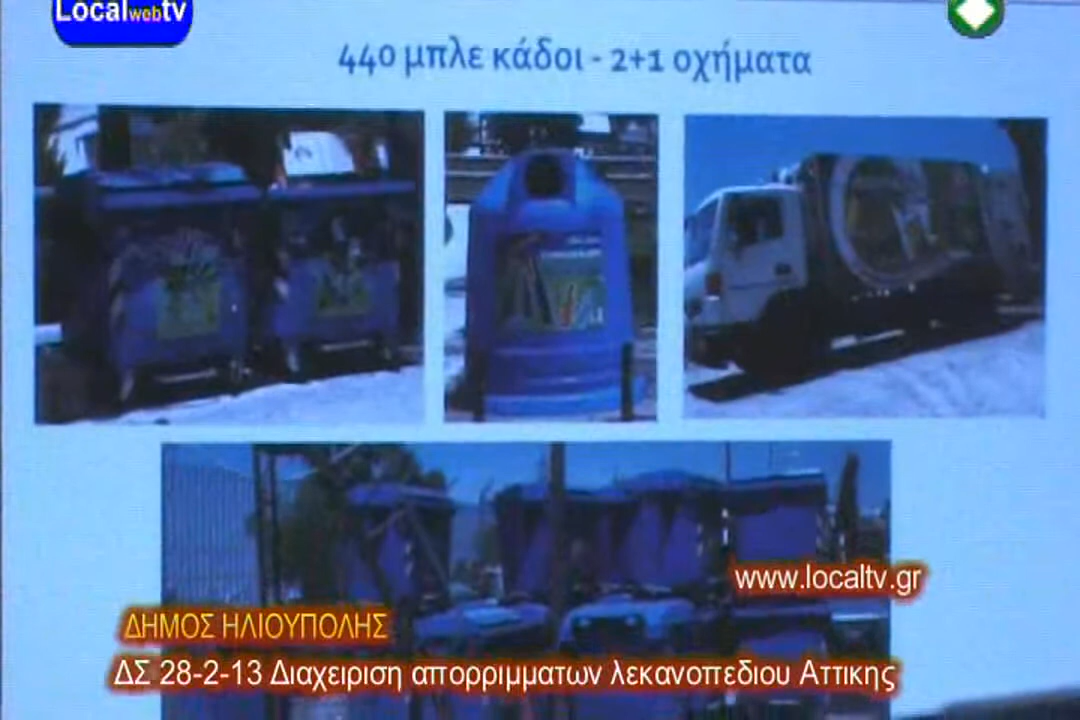 Localwebtv
440 μπλε κάδοι - 2+1 οχήματα
www.localtv.gr
ΔΗΜΟΣ ΗΛΙΟΥΠΟΛΗΣ
ΔΣ 28-2-13 Διαχειριση απορριμματων λεκανοπεδιου Αττικης